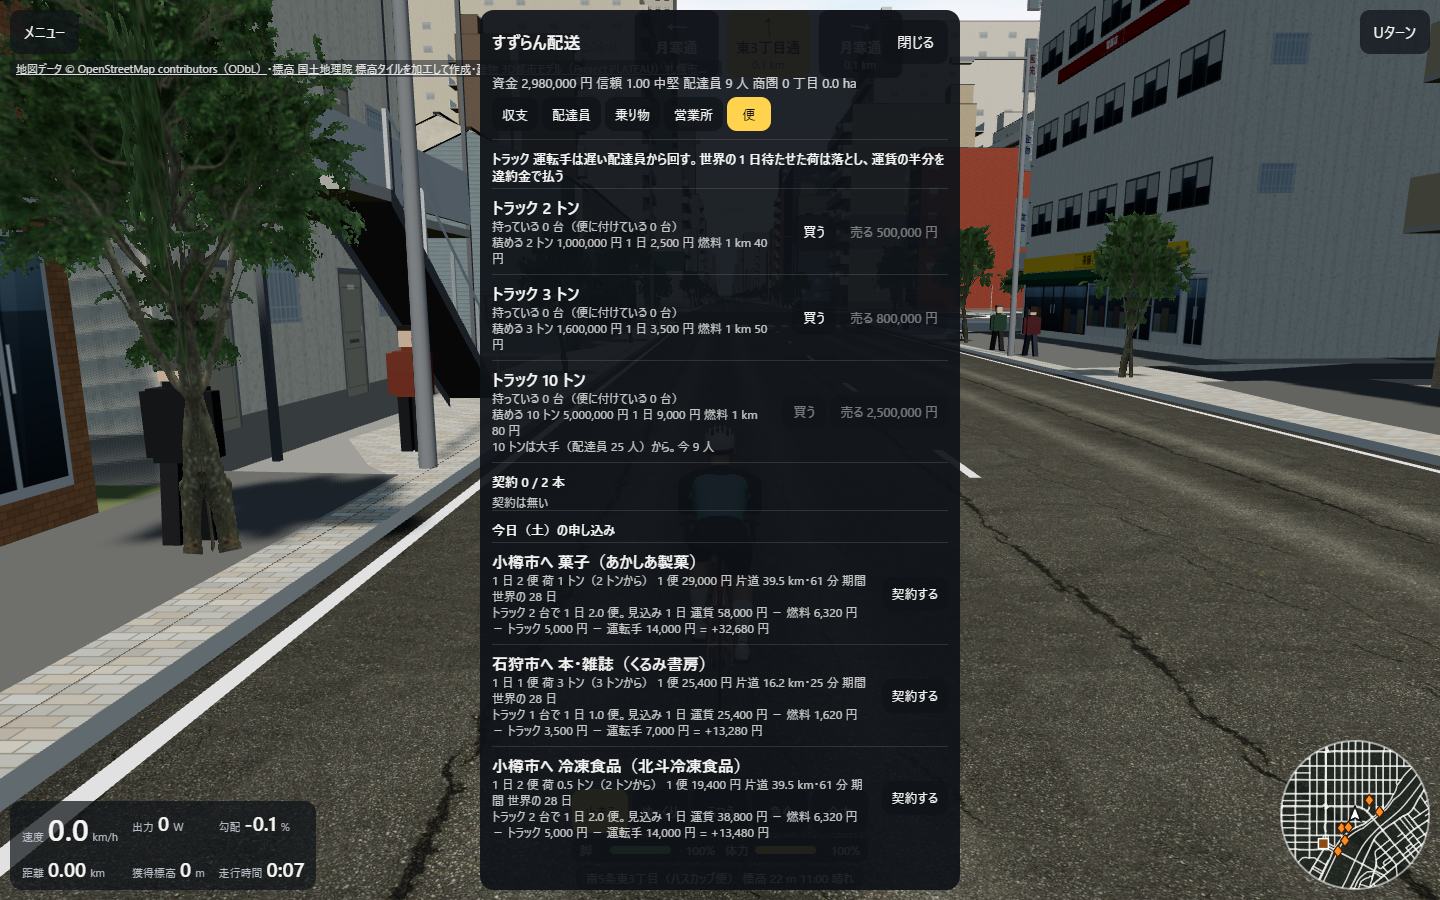 メニュー
地図データ © OpenStreetMap contributors（ODbL）・標高 国土地理院 標高タイルを加工して作成・
すずらん配送
閉じる
Uターン
資金 2,980,000 円 信頼 1.00 中堅 配達員 9 人 商圏 0 丁目 0.0 ha
収支
配達員
乗り物
営業所
便
トラック 運転手は遅い配達員から回す。世界の 1 日待たせた荷は落とし、運賃の半分を
違約金で払う
トラック 2 トン
持っている 0 台（便に付けている 0 台）
積める 2 トン 1,000,000 円 1 日 2,500 円 燃料 1 km 40
円
買う
売る 500,000 円
トラック 3 トン
持っている 0 台（便に付けている 0 台）
積める 3 トン 1,600,000 円 1 日 3,500 円 燃料 1 km 50
円
買う
売る 800,000 円
トラック 10 トン
持っている 0 台（便に付けている 0 台）
積める 10 トン 5,000,000 円 1 日 9,000 円 燃料 1 km
80 円
10 トンは大手（配達員 25 人）から。今 9 人
買う
売る 2,500,000 円
契約 0 / 2 本
契約は無い
今日（土）の申し込み
小樽市へ 菓子（あかしあ製菓）
1 日 2 便 荷 1 トン（2 トンから） 1 便 29,000 円 片道 39.5 km・61 分 期間
世界の 28 日
トラック 2 台で 1 日 2.0 便。見込み 1 日 運賃 58,000 円 － 燃料 6,320 円
－ トラック 5,000 円 － 運転手 14,000 円 = +32,680 円
契約する
石狩市へ 本・雑誌（くるみ書房）
1 日 1 便 荷 3 トン（3 トンから） 1 便 25,400 円 片道 16.2 km・25 分 期間
世界の 28 日
トラック 1 台で 1 日 1.0 便。見込み 1 日 運賃 25,400 円 － 燃料 1,620 円
－ トラック 3,500 円 － 運転手 7,000 円 = +13,280 円
契約する
小樽市へ 冷凍食品（北斗冷凍食品）
1 日 2 便 荷 0.5 トン（2 トンから） 1 便 19,400 円 片道 39.5 km・61 分 期
間 世界の 28 日
トラック 2 台で 1 日 2.0 便。見込み 1 日 運賃 38,800 円 － 燃料 6,320 円
－ トラック 5,000 円 － 運転手 14,000 円 = +13,480 円
契約する
脚 100% 体力 100%
南5条東3丁目（ハスカップ便） 標高 22 m 11:00 晴れ
速度 0.0 km/h 出力 0 W 勾配 -0.1 %
距離 0.00 km 獲得標高 0 m 走行時間 0:07